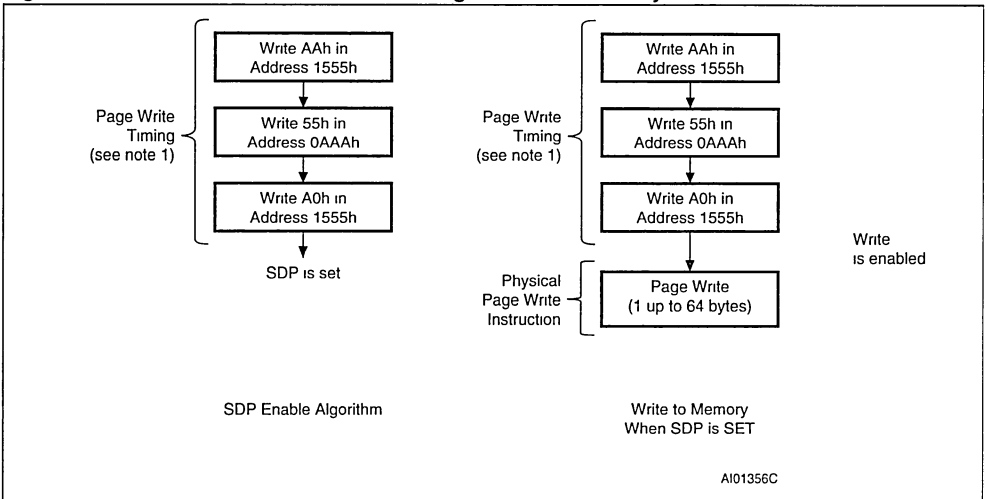 Write AAh in
Address 1555h
Page Write
Timing
(see note 1)
Write 55h in
Address 0AAAh
Write A0h in
Address 1555h
SDP is set
SDP Enable Algorithm
Write AAh in
Address 1555h
Page Write
Timing
(see note 1)
Write 55h in
Address 0AAAh
Write A0h in
Address 1555h
Physical
Page Write
Instruction
Page Write
(1 up to 64 bytes)
Write
is enabled
Write to Memory
When SDP is SET
AI01356C